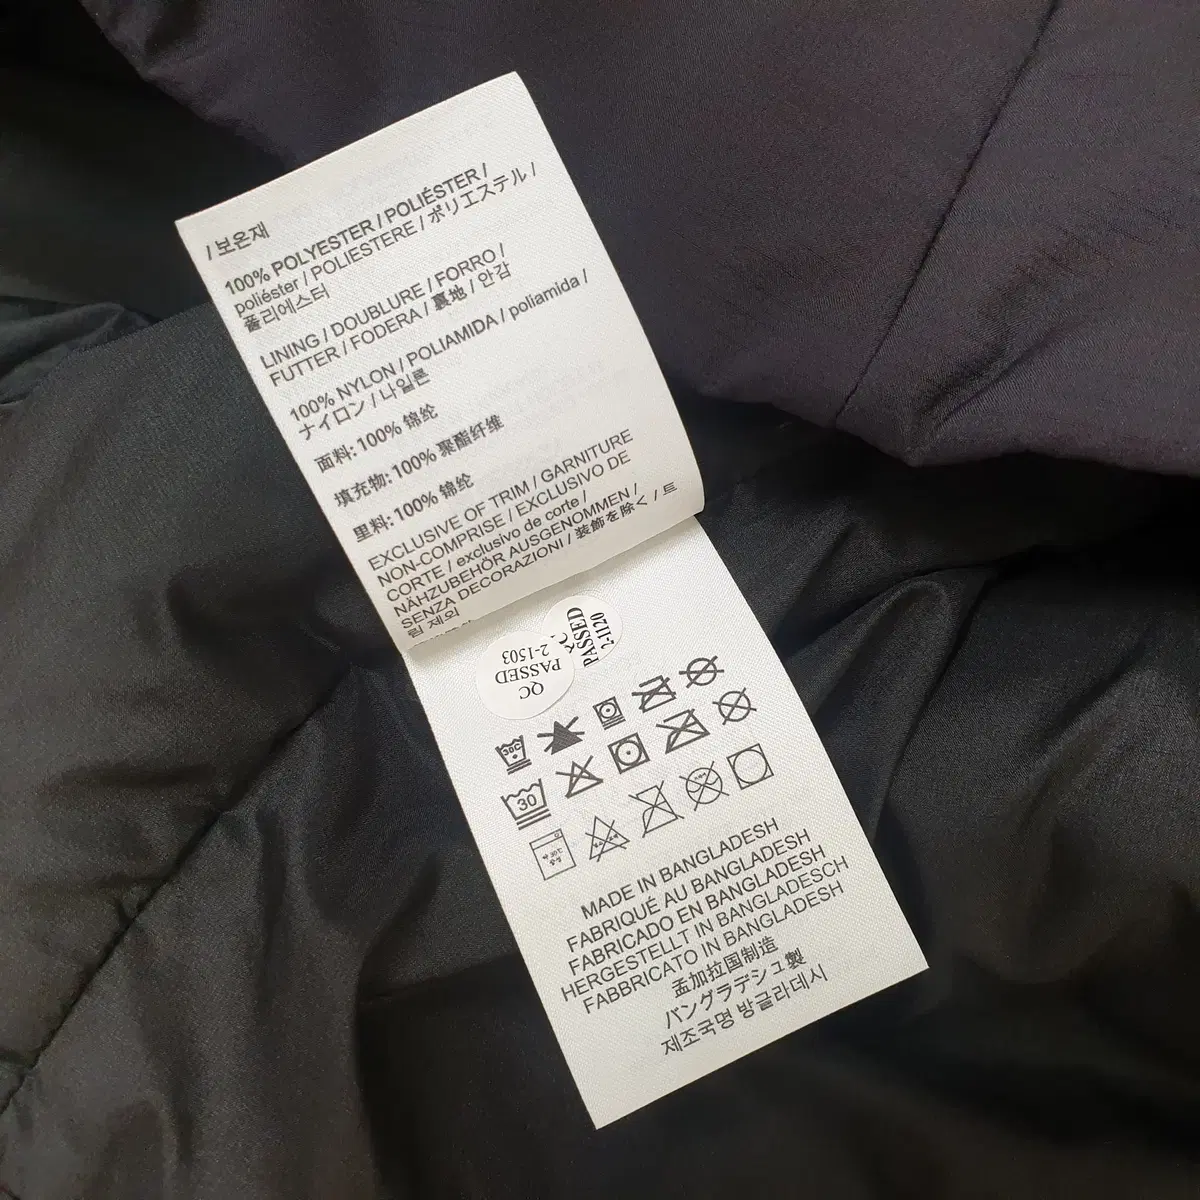 / 보온재
100% POLYESTER / POLIÉSTER /
poliéster / POLIESTERE / ポリエステル /
폴리에스터
LINING / DOUBLURE / FORRO /
FUTTER / FODERA / 裏地 / 안감
100% NYLON / POLIAMIDA / poliamida /
ナイロン / 나일론
面料: 100% 锦纶
填充物: 100% 聚酯纤维
里料: 100% 锦纶
EXCLUSIVE OF TRIM / GARNITURE
NON-COMPRISE / EXCLUSIVO DE
CORTE / exclusivo de corte /
NÄHZUBEHÖR AUSGENOMMEN /
SENZA DECORAZIONI / 装飾を除く / 트
림 제외
QC
PASSED
2-1503
PASSED
2-1120
30C
30
MADE IN BANGLADESH
FABRIQUÉ AU BANGLADESH
FABRICADO EN BANGLADESH
HERGESTELLT IN BANGLADESCH
FABBRICATO IN BANGLADESH
孟加拉国制造
バングラデシュ製
제조국명 방글라데시